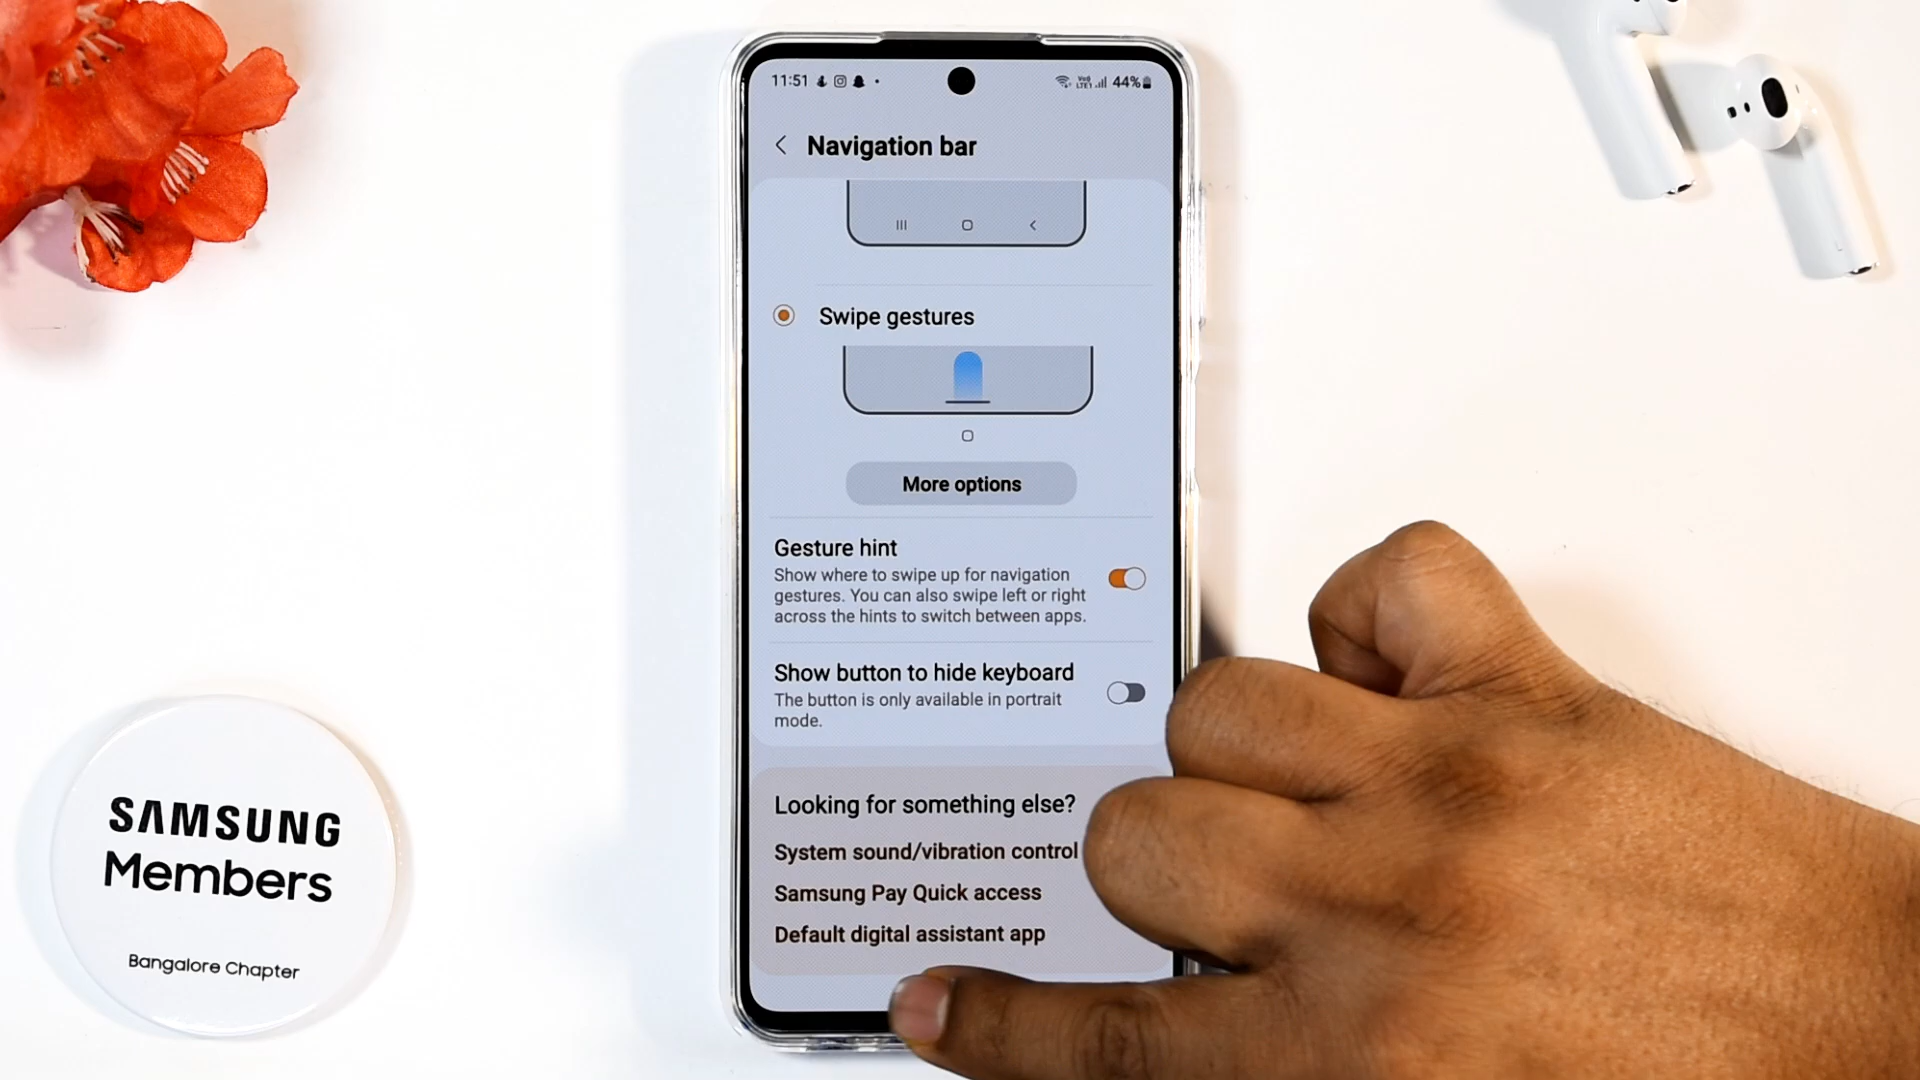 11:51
VoB
LTE1
44%
Navigation bar
Swipe gestures
More options
Gesture hint
Show where to swipe up for navigation
gestures. You can also swipe left or right
across the hints to switch between apps.
Show button to hide keyboard
The button is only available in portrait
mode.
Looking for something else?
System sound/vibration control
Samsung Pay Quick access
Default digital assistant app
SAMSUNG
Members
Bangalore Chapter